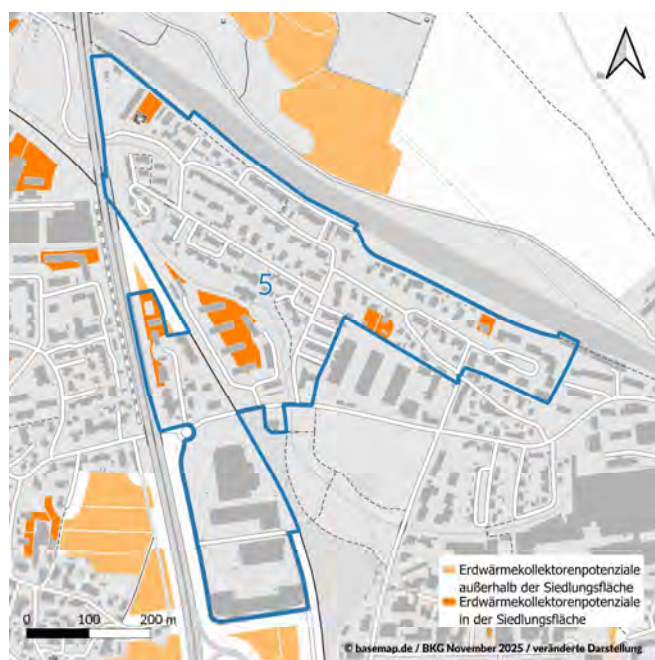 5
Erdwärmekollektorenpotenziale
außerhalb der Siedlungsfläche
Erdwärmekollektorenpotenziale
in der Siedlungsfläche
0 100 200 m
© basemap.de / BKG November 2025 / veränderte Darstellung